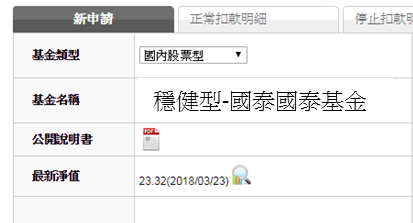 新申請 正常扣款明細 停止扣款明
基金類型 國內股票型
基金名稱 穩健型-國泰國泰基金
公開說明書 PDF
最新淨值 23.32(2018/03/23)